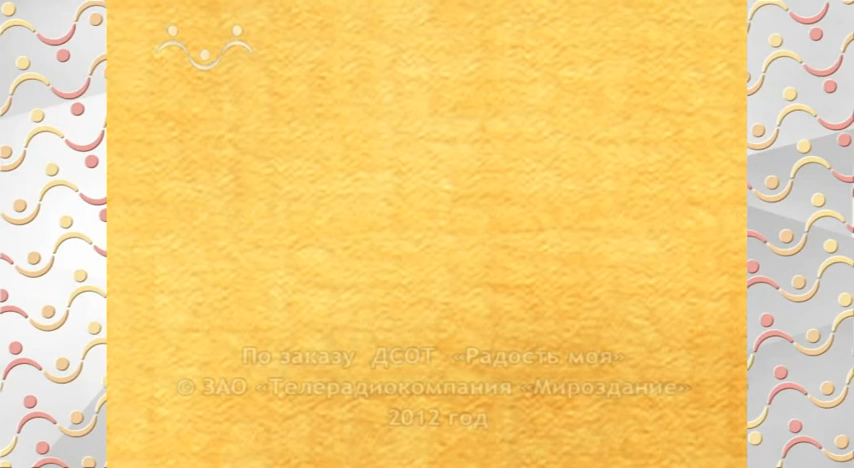 По заказу ДСОТ «Радость моя»
© ЗАО «Телерадиокомпания «Мироздание»
2012 год